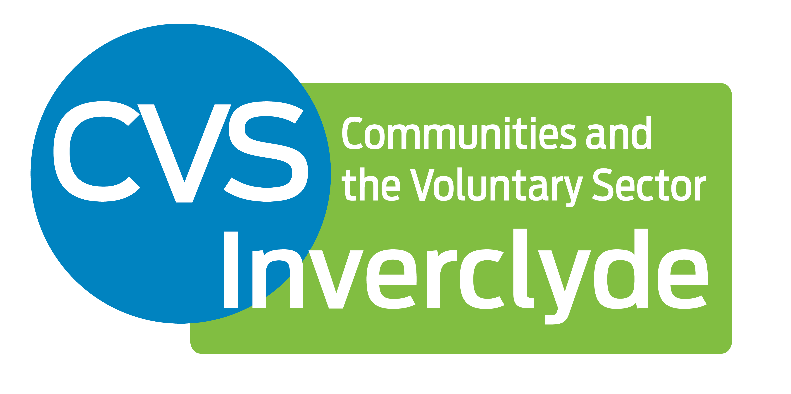 CVS
Communities and
the Voluntary Sector
Inverclyde